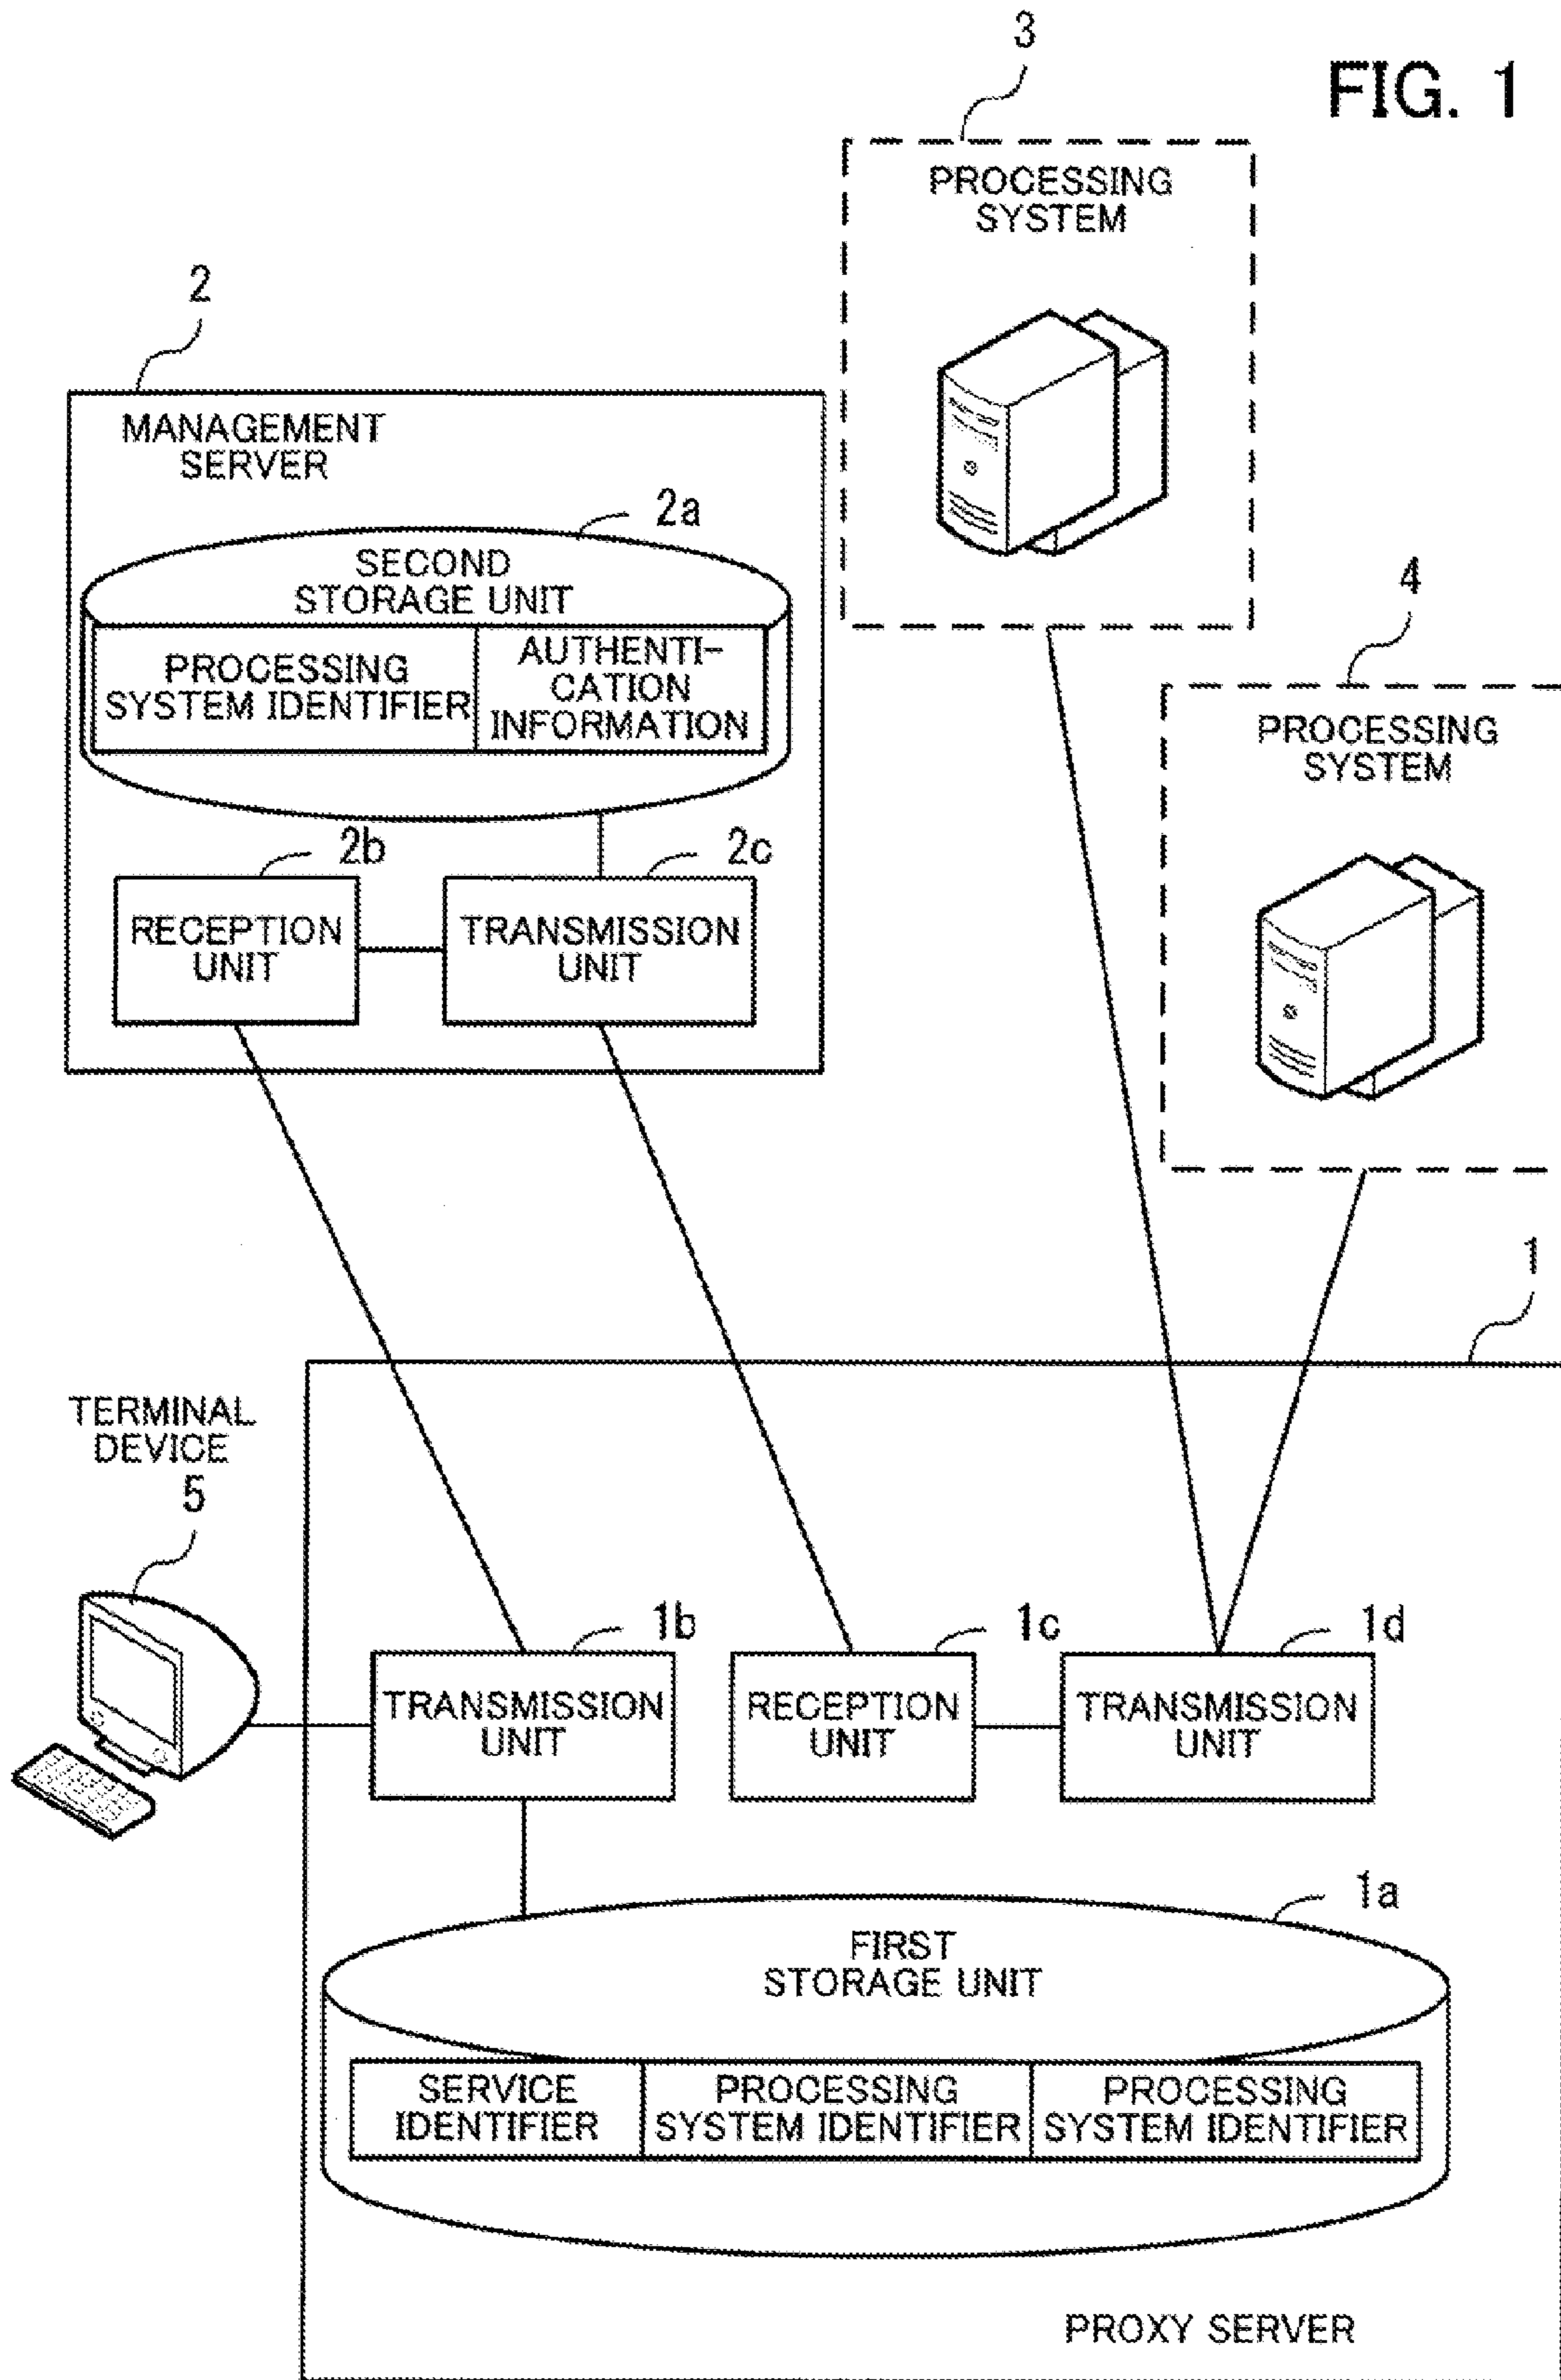 FIG. 1
3
PROCESSING
SYSTEM
2
MANAGEMENT
SERVER
2a
SECOND
STORAGE UNIT
PROCESSING
SYSTEM IDENTIFIER
AUTHENTI-
CATION
INFORMATION
2b
RECEPTION
UNIT
2c
TRANSMISSION
UNIT
4
PROCESSING
SYSTEM
1
TERMINAL
DEVICE
5
1b
TRANSMISSION
UNIT
1c
RECEPTION
UNIT
1d
TRANSMISSION
UNIT
1a
FIRST
STORAGE UNIT
SERVICE
IDENTIFIER
PROCESSING
SYSTEM IDENTIFIER
PROCESSING
SYSTEM IDENTIFIER
PROXY SERVER